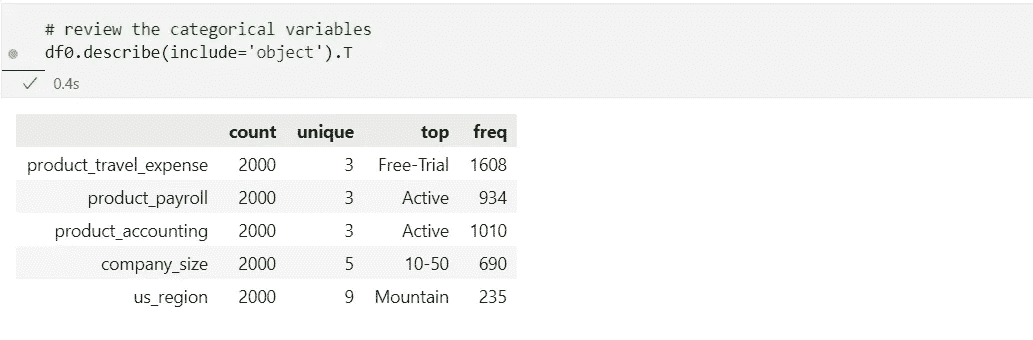 # review the categorical variables
df0.describe(include='object').T
0.4s
count unique top freq
product_travel_expense 2000 3 Free-Trial 1608
product_payroll 2000 3 Active 934
product_accounting 2000 3 Active 1010
company_size 2000 5 10-50 690
us_region 2000 9 Mountain 235